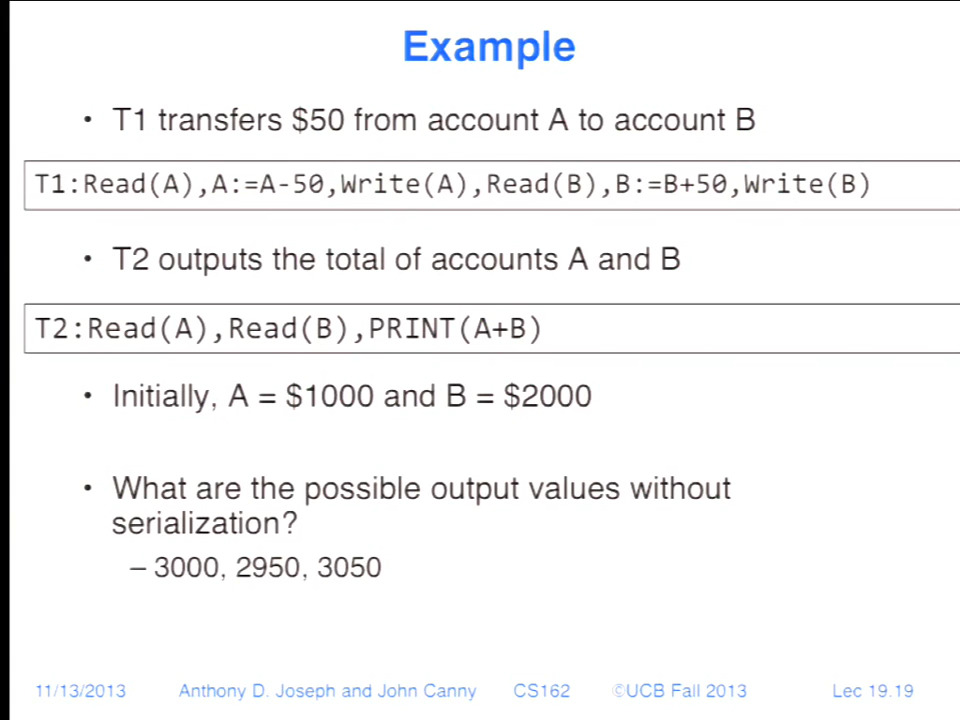 Example
• T1 transfers $50 from account A to account B
T1:Read(A),A:=A-50,Write(A),Read(B),B:=B+50,Write(B)
• T2 outputs the total of accounts A and B
T2:Read(A),Read(B),PRINT(A+B)
• Initially, A = $1000 and B = $2000
• What are the possible output values without
serialization?
– 3000, 2950, 3050
11/13/2013 Anthony D. Joseph and John Canny CS162 ©UCB Fall 2013 Lec 19.19